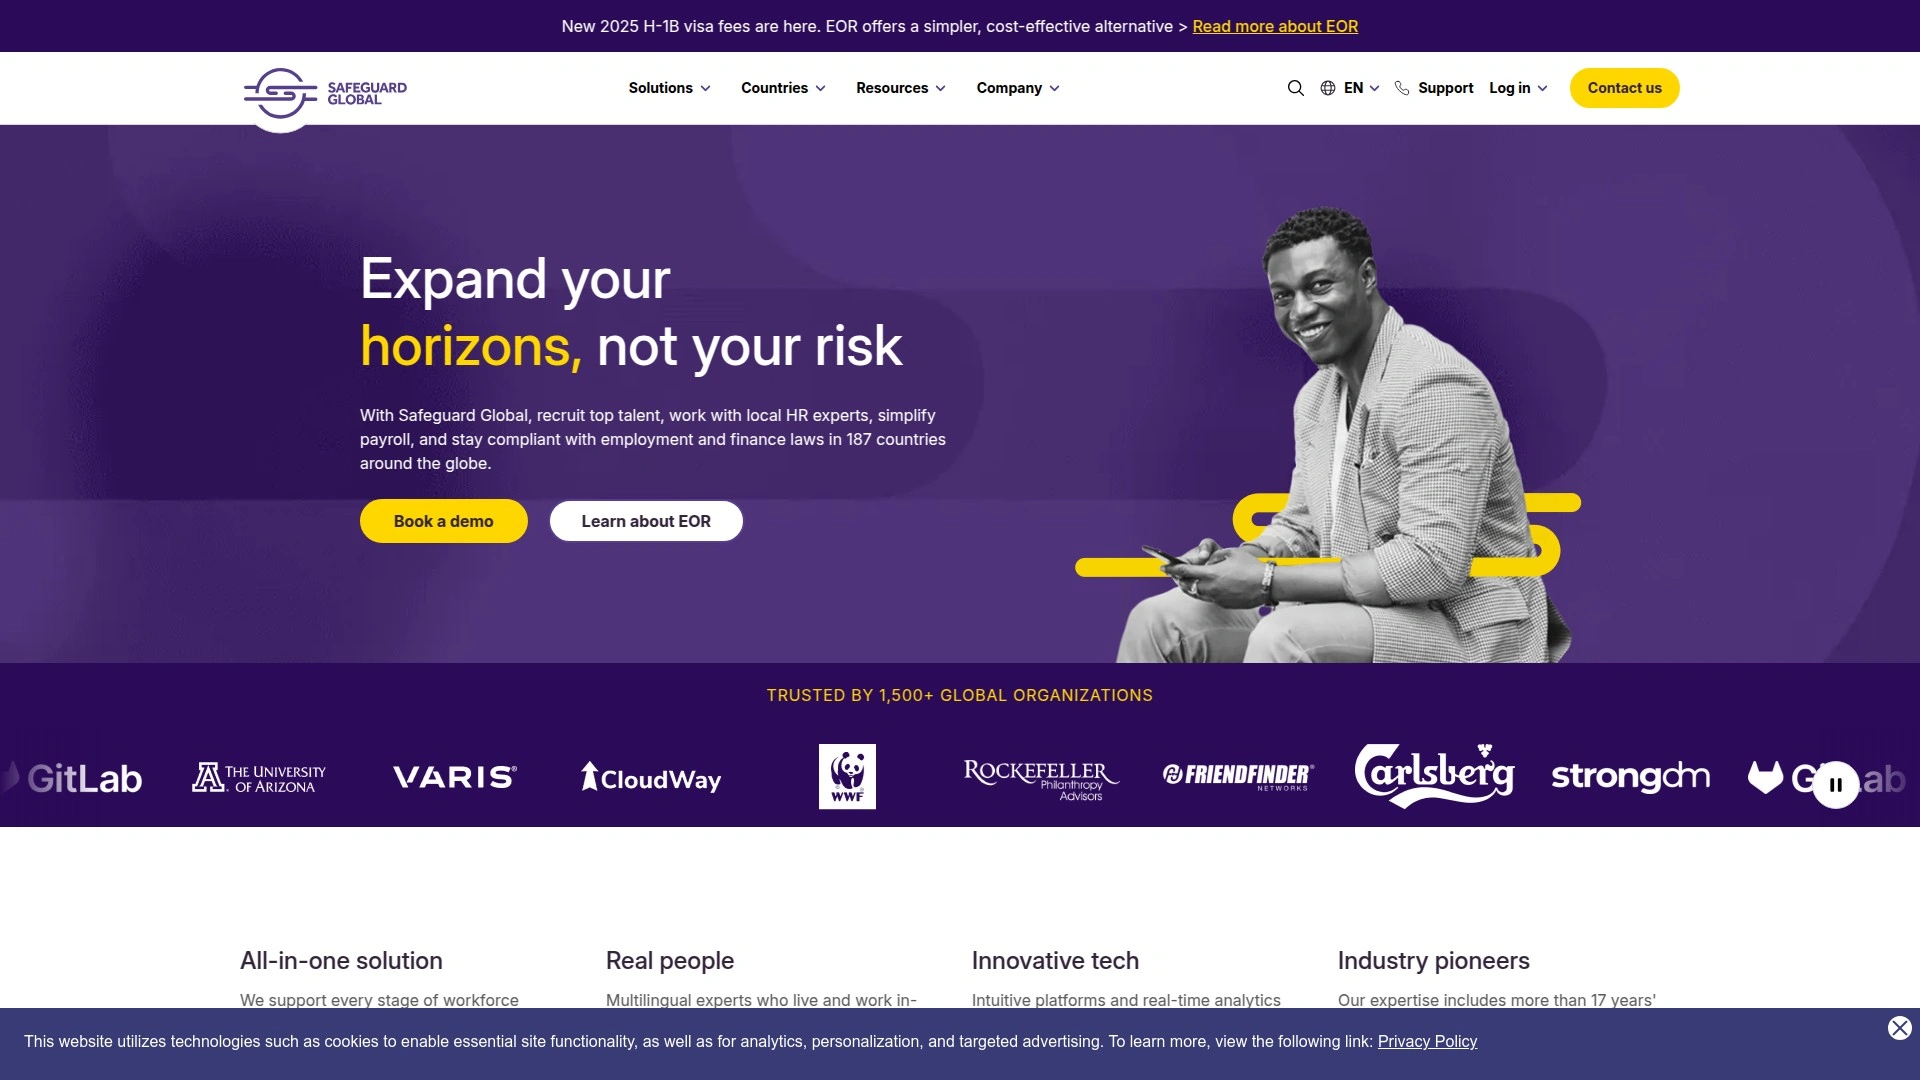 New 2025 H-1B visa fees are here. EOR offers a simpler, cost-effective alternative > Read more about EOR
SAFEGUARD
GLOBAL
Solutions
Countries
Resources
Company
EN
Support
Log in
Contact us
Expand your
horizons, not your risk
With Safeguard Global, recruit top talent, work with local HR experts, simplify
payroll, and stay compliant with employment and finance laws in 187 countries
around the globe.
Book a demo
Learn about EOR
TRUSTED BY 1,500+ GLOBAL ORGANIZATIONS
GitLab
THE UNIVERSITY
OF ARIZONA
VARIS®
CloudWay
WWF
ROCKEFELLER
Philanthropy
Advisors
FRIENDFINDER®
NETWORKS
Carlsberg
strongdm
All-in-one solution
We support every stage of workforce
Real people
Multilingual experts who live and work in-
Innovative tech
Intuitive platforms and real-time analytics
Industry pioneers
Our expertise includes more than 17 years'
This website utilizes technologies such as cookies to enable essential site functionality, as well as for analytics, personalization, and targeted advertising. To learn more, view the following link: Privacy Policy